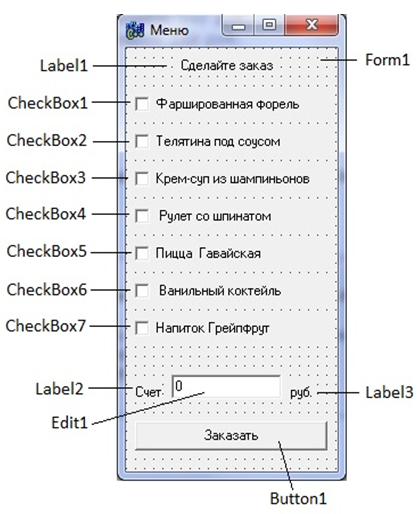 Меню
Label1
Сделайте заказ
Form1
CheckBox1
Фаршированная форель
CheckBox2
Телятина под соусом
CheckBox3
Крем-суп из шампиньонов
CheckBox4
Рулет со шпинатом
CheckBox5
Пицца Гавайская
CheckBox6
Ванильный коктейль
CheckBox7
Напиток Грейпфрут
Label2
Счет
0
руб.
Label3
Edit1
Заказать
Button1